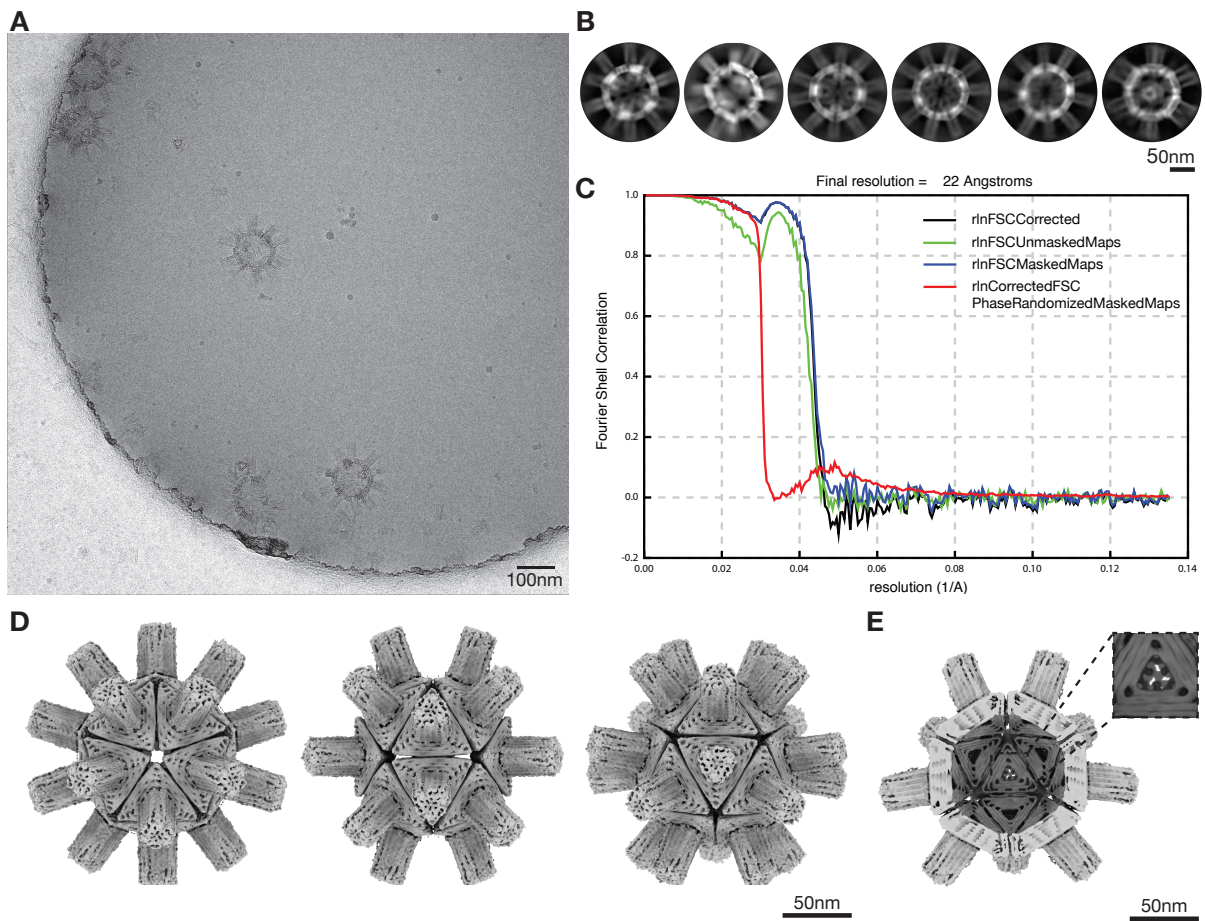 A
100nm
B
50nm
C
Final resolution = 22 Angstroms
1.0
0.8
0.6
0.4
0.2
0.0
-0.2
Fourier Shell Correlation
rlnFSCCorrected
rlnFSCUnmaskedMaps
rlnFSCMaskedMaps
rlnCorrectedFSC
PhaseRandomizedMaskedMaps
0.00 0.02 0.04 0.06 0.08 0.10 0.12 0.14
resolution (1/A)
D
50nm
E
50nm